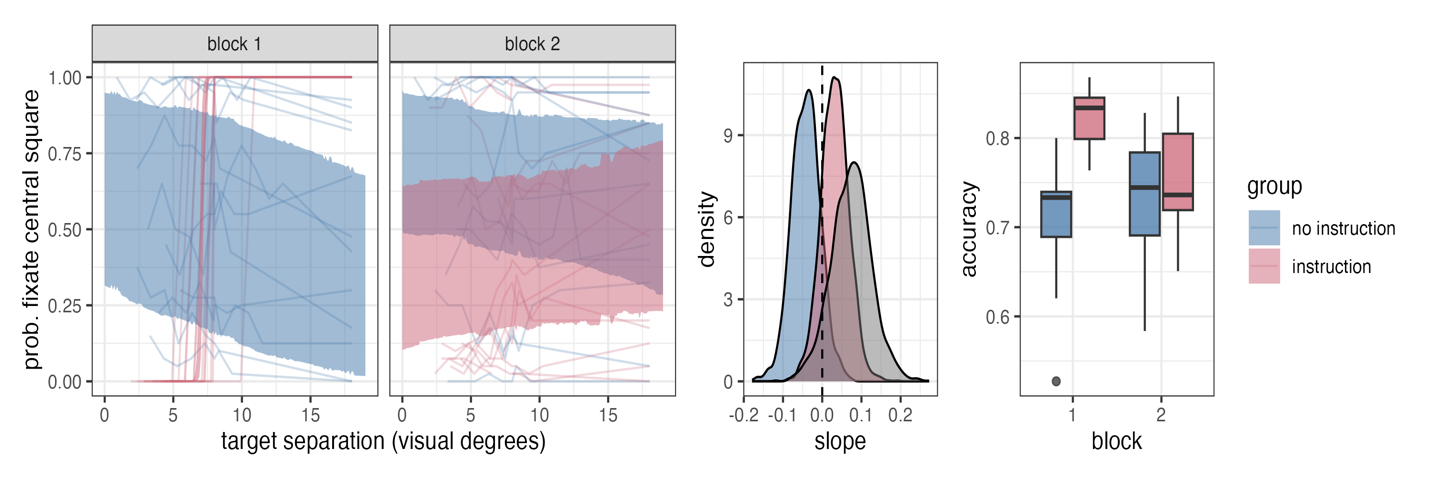 block 1
block 2
prob. fixate central square
1.00
0.75
0.50
0.25
0.00
0 5 10 15
0 5 10 15
target separation (visual degrees)
density
9
6
3
0
-0.2 -0.1 0.0 0.1 0.2
slope
accuracy
0.8
0.7
0.6
1 2
block
group
no instruction
instruction